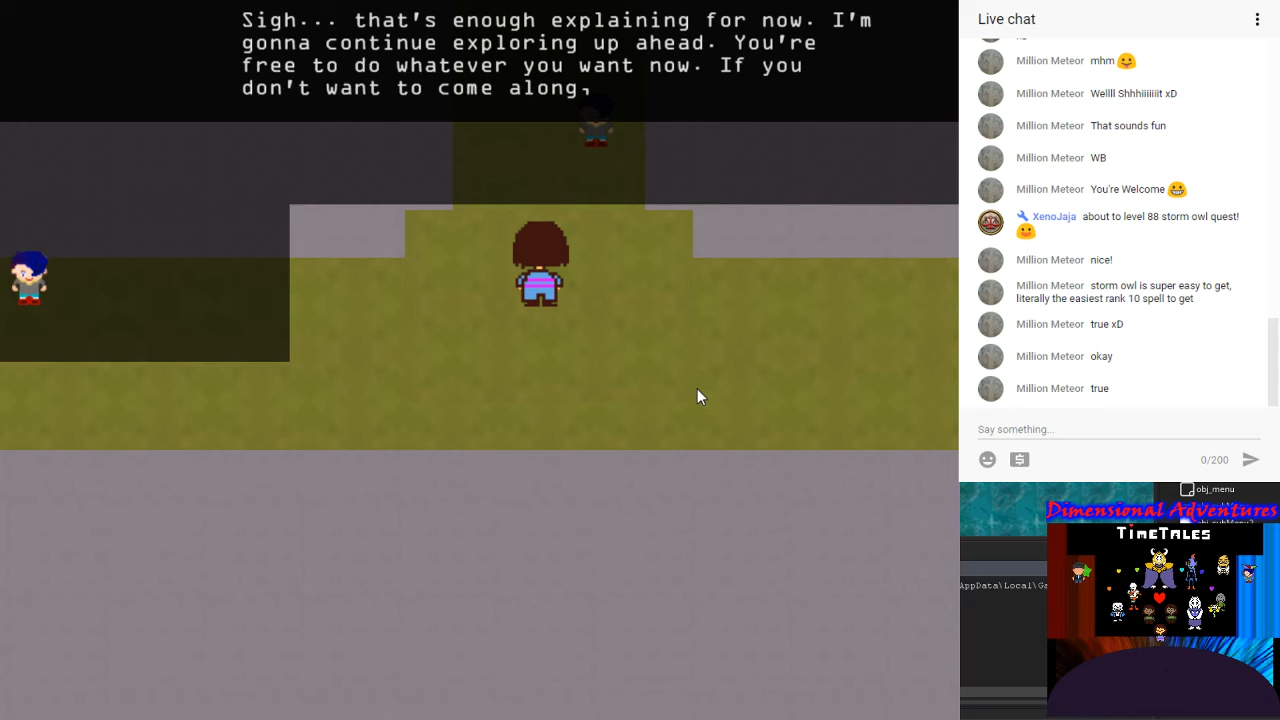 Sigh... that's enough explaining for now. I'm
gonna continue exploring up ahead. You're
free to do whatever you want now. If you
don't want to come along,
Live chat
Million Meteor mhm
Million Meteor Wellll Shhhiiiiiiit xD
Million Meteor That sounds fun
Million Meteor WB
Million Meteor You're Welcome
XenoJaja about to level 88 storm owl quest!
Million Meteor nice!
Million Meteor storm owl is super easy to get,
literally the easiest rank 10 spell to get
Million Meteor true xD
Million Meteor okay
Million Meteor true
Say something...
0/200
obj_menu
Dimensional Adventures
TimeTales
AppData\Local\Ga